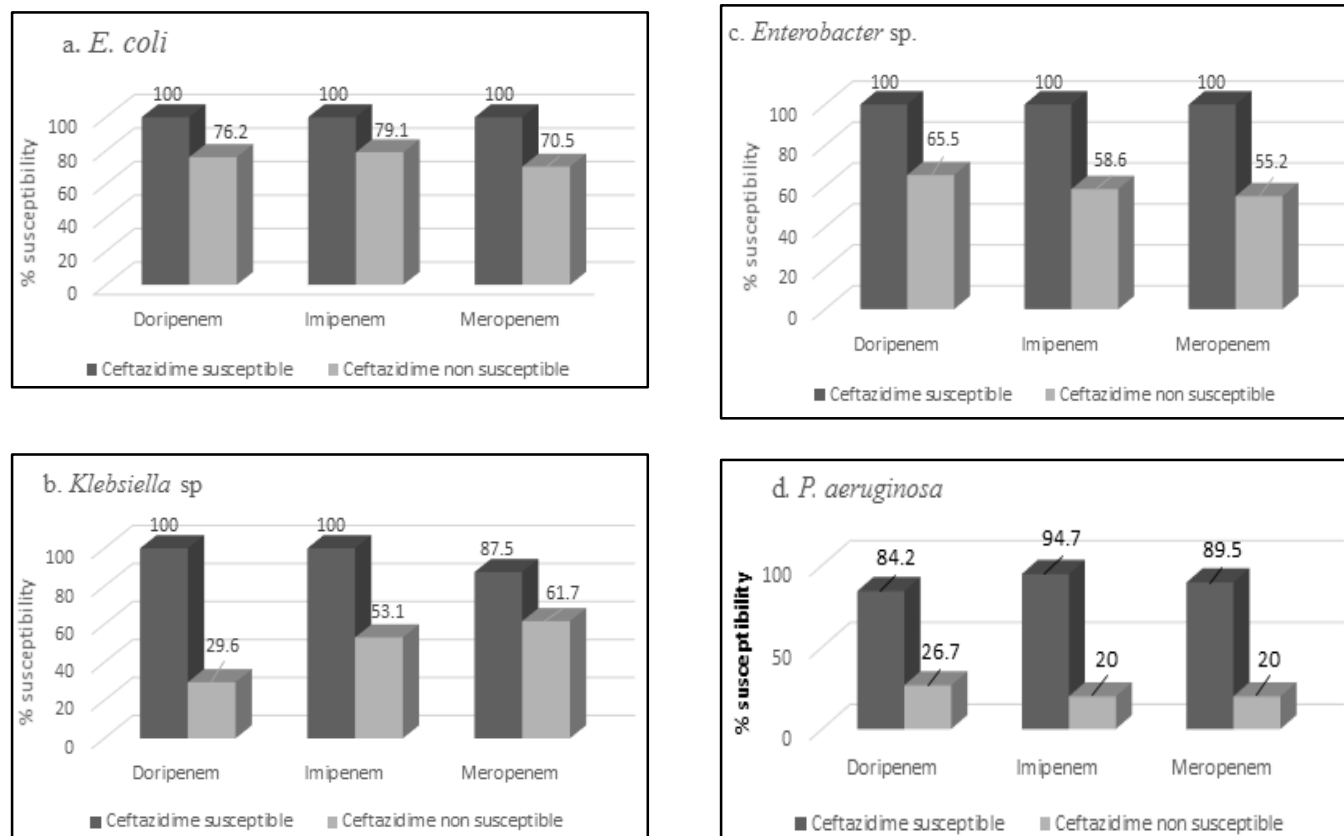 a. E. coli
100
76.2
100
79.1
100
70.5
% susceptibility
100
80
60
40
20
0
Doripenem
Imipenem
Meropenem
Ceftazidime susceptible
Ceftazidime non susceptible
c. Enterobacter sp.
100
65.5
100
58.6
100
55.2
% susceptibility
100
80
60
40
20
0
Doripenem
Imipenem
Meropenem
Ceftazidime susceptible
Ceftazidime non susceptible
b. Klebsiella sp
100
29.6
100
53.1
87.5
61.7
% susceptibility
100
80
60
40
20
0
Doripenem
Imipenem
Meropenem
Ceftazidime susceptible
Ceftazidime non susceptible
d. P. aeruginosa
84.2
26.7
94.7
20
89.5
20
% susceptibility
100
50
0
Doripenem
Imipenem
Meropenem
Ceftazidime susceptible
Ceftazidime non susceptible